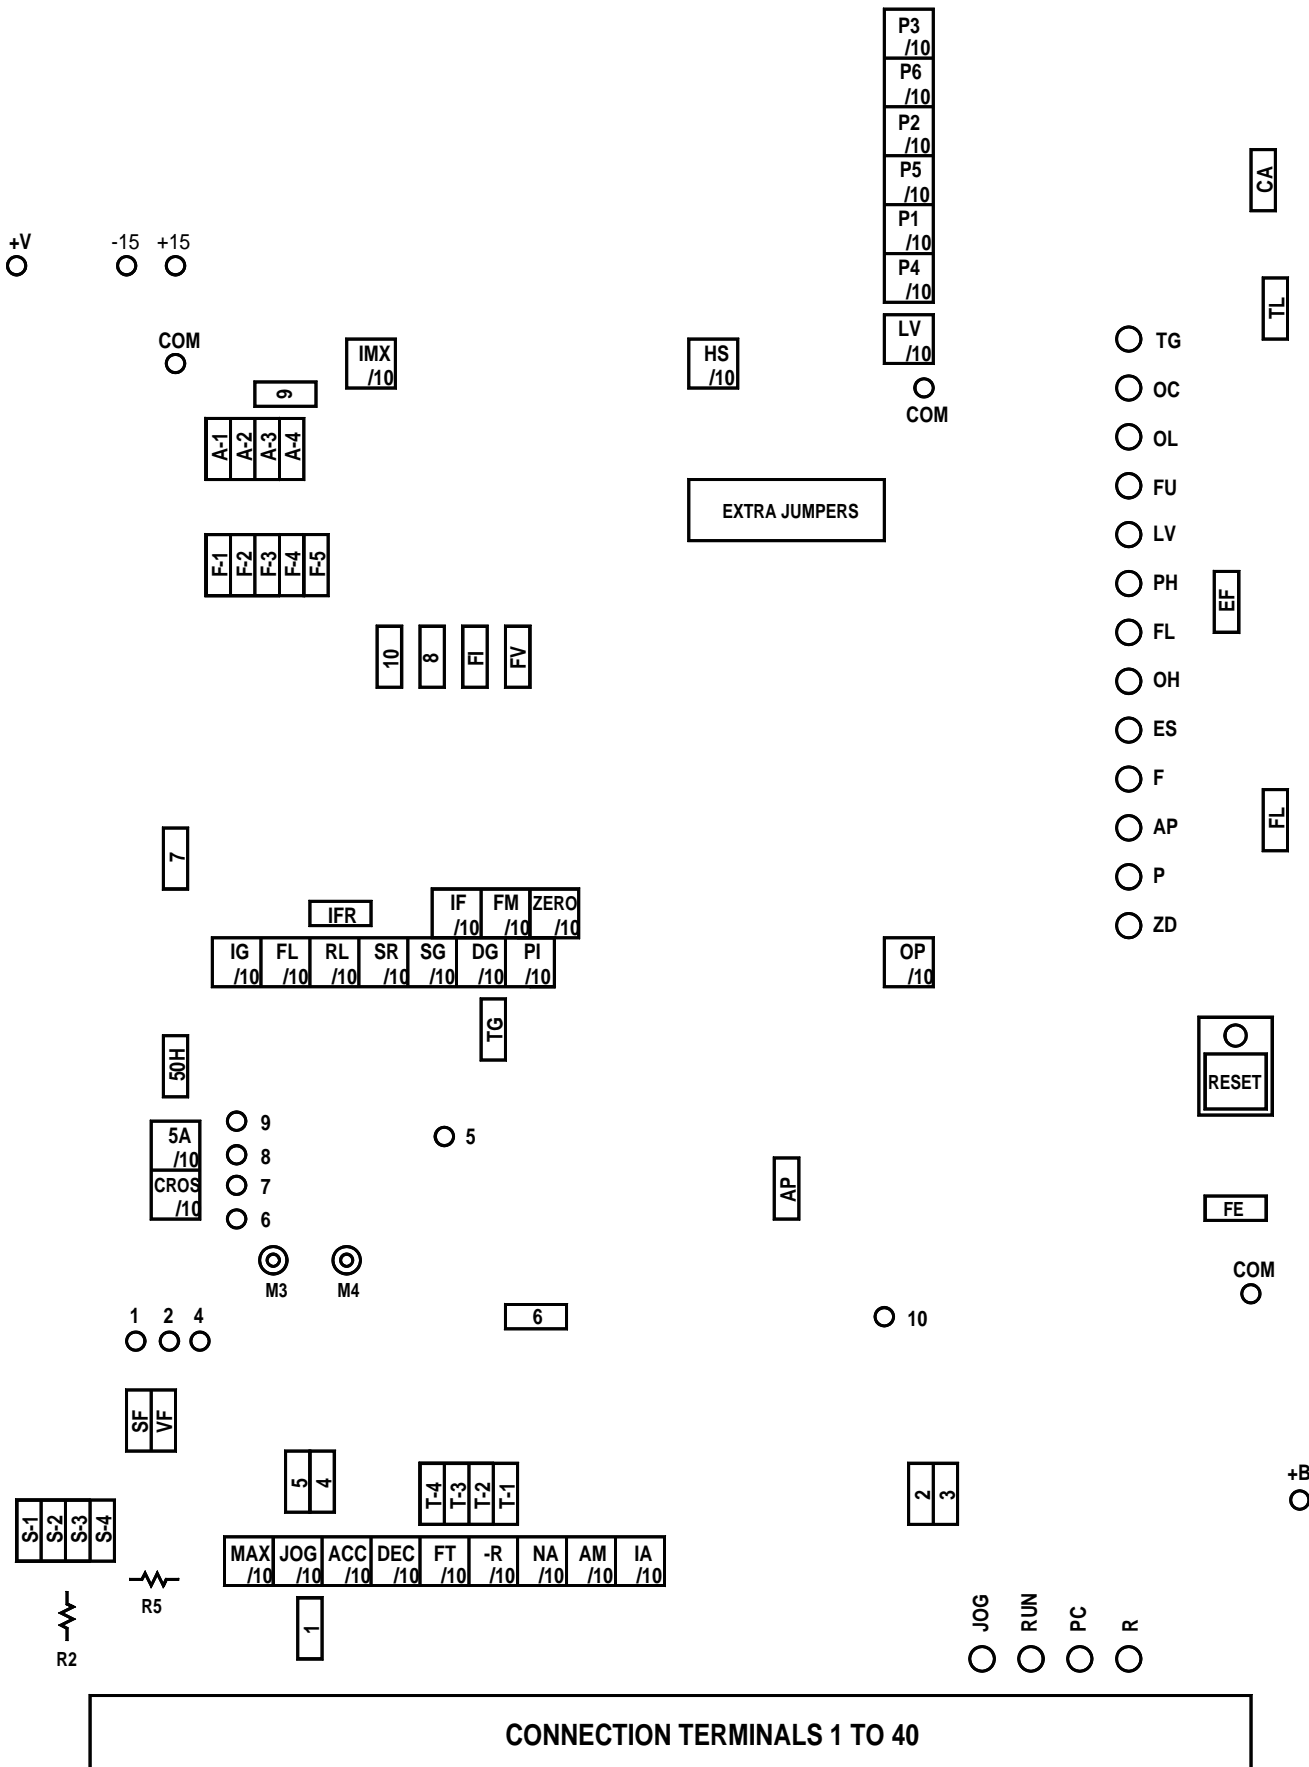 P3
/10
P6
/10
P2
/10
P5
/10
P1
/10
P4
/10
LV
/10
COM
CA
TL
+V
-15 +15
COM
IMX
/10
HS
/10
9
A-1 A-2 A-3 A-4
EXTRA JUMPERS
F-1 F-2 F-3 F-4 F-5
10 8 FI FV
TG
OC
OL
FU
LV
PH
FL
OH
ES
F
AP
P
ZD
EF
FL
7
IFR
IF FM ZERO
/10 /10 /10
IG FL RL SR SG DG PI
/10 /10 /10 /10 /10 /10 /10
OP
/10
TG
50H
RESET
5A
/10
CROS
/10
9
8
7
6
5
AP
FE
COM
M3 M4
1 2 4
6
10
SF VF
5 4
T-4 T-3 T-2 T-1
2 3
+B
S-1 S-2 S-3 S-4
MAX JOG ACC DEC FT -R NA AM IA
/10 /10 /10 /10 /10 /10 /10 /10 /10
R5
R2
1
JOG RUN PC R
CONNECTION TERMINALS 1 TO 40